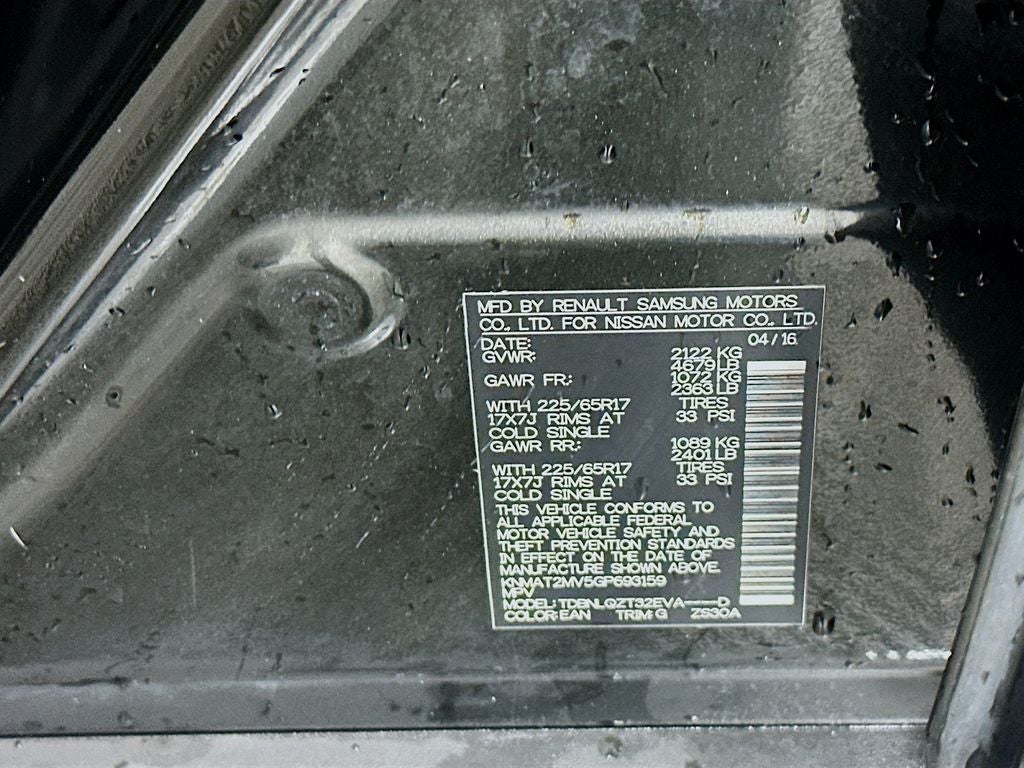 MFD BY RENAULT SAMSUNG MOTORS
CO., LTD. FOR NISSAN MOTOR CO., LTD.
DATE: 04/16
GVWR: 2122 KG
4679 LB
GAWR FR.: 1072 KG
2363 LB
WITH 225/65R17 TIRES
17X7J RIMS AT 33 PSI
COLD SINGLE
GAWR RR.: 1089 KG
2401 LB
WITH 225/65R17 TIRES
17X7J RIMS AT 33 PSI
COLD SINGLE
THIS VEHICLE CONFORMS TO
ALL APPLICABLE FEDERAL
MOTOR VEHICLE SAFETY AND
THEFT PREVENTION STANDARDS
IN EFFECT ON THE DATE OF
MANUFACTURE SHOWN ABOVE.
KNMAT2MV5GP693159
MPV
MODEL: TDBNLQZT32EVA----D
COLOR: EAN TRIM: G ZS30A